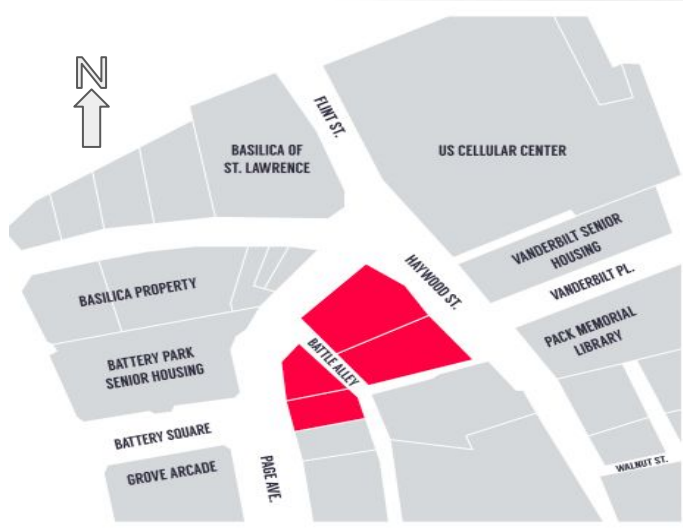 N
FLINT ST.
BASILICA OF
ST. LAWRENCE
US CELLULAR CENTER
VANDERBILT SENIOR
HOUSING
HAYWOOD ST.
VANDERBILT PL.
BASILICA PROPERTY
PACK MEMORIAL
LIBRARY
BATTLE ALLEY
BATTERY PARK
SENIOR HOUSING
BATTERY SQUARE
GROVE ARCADE
PAGE AVE.
WALNUT ST.